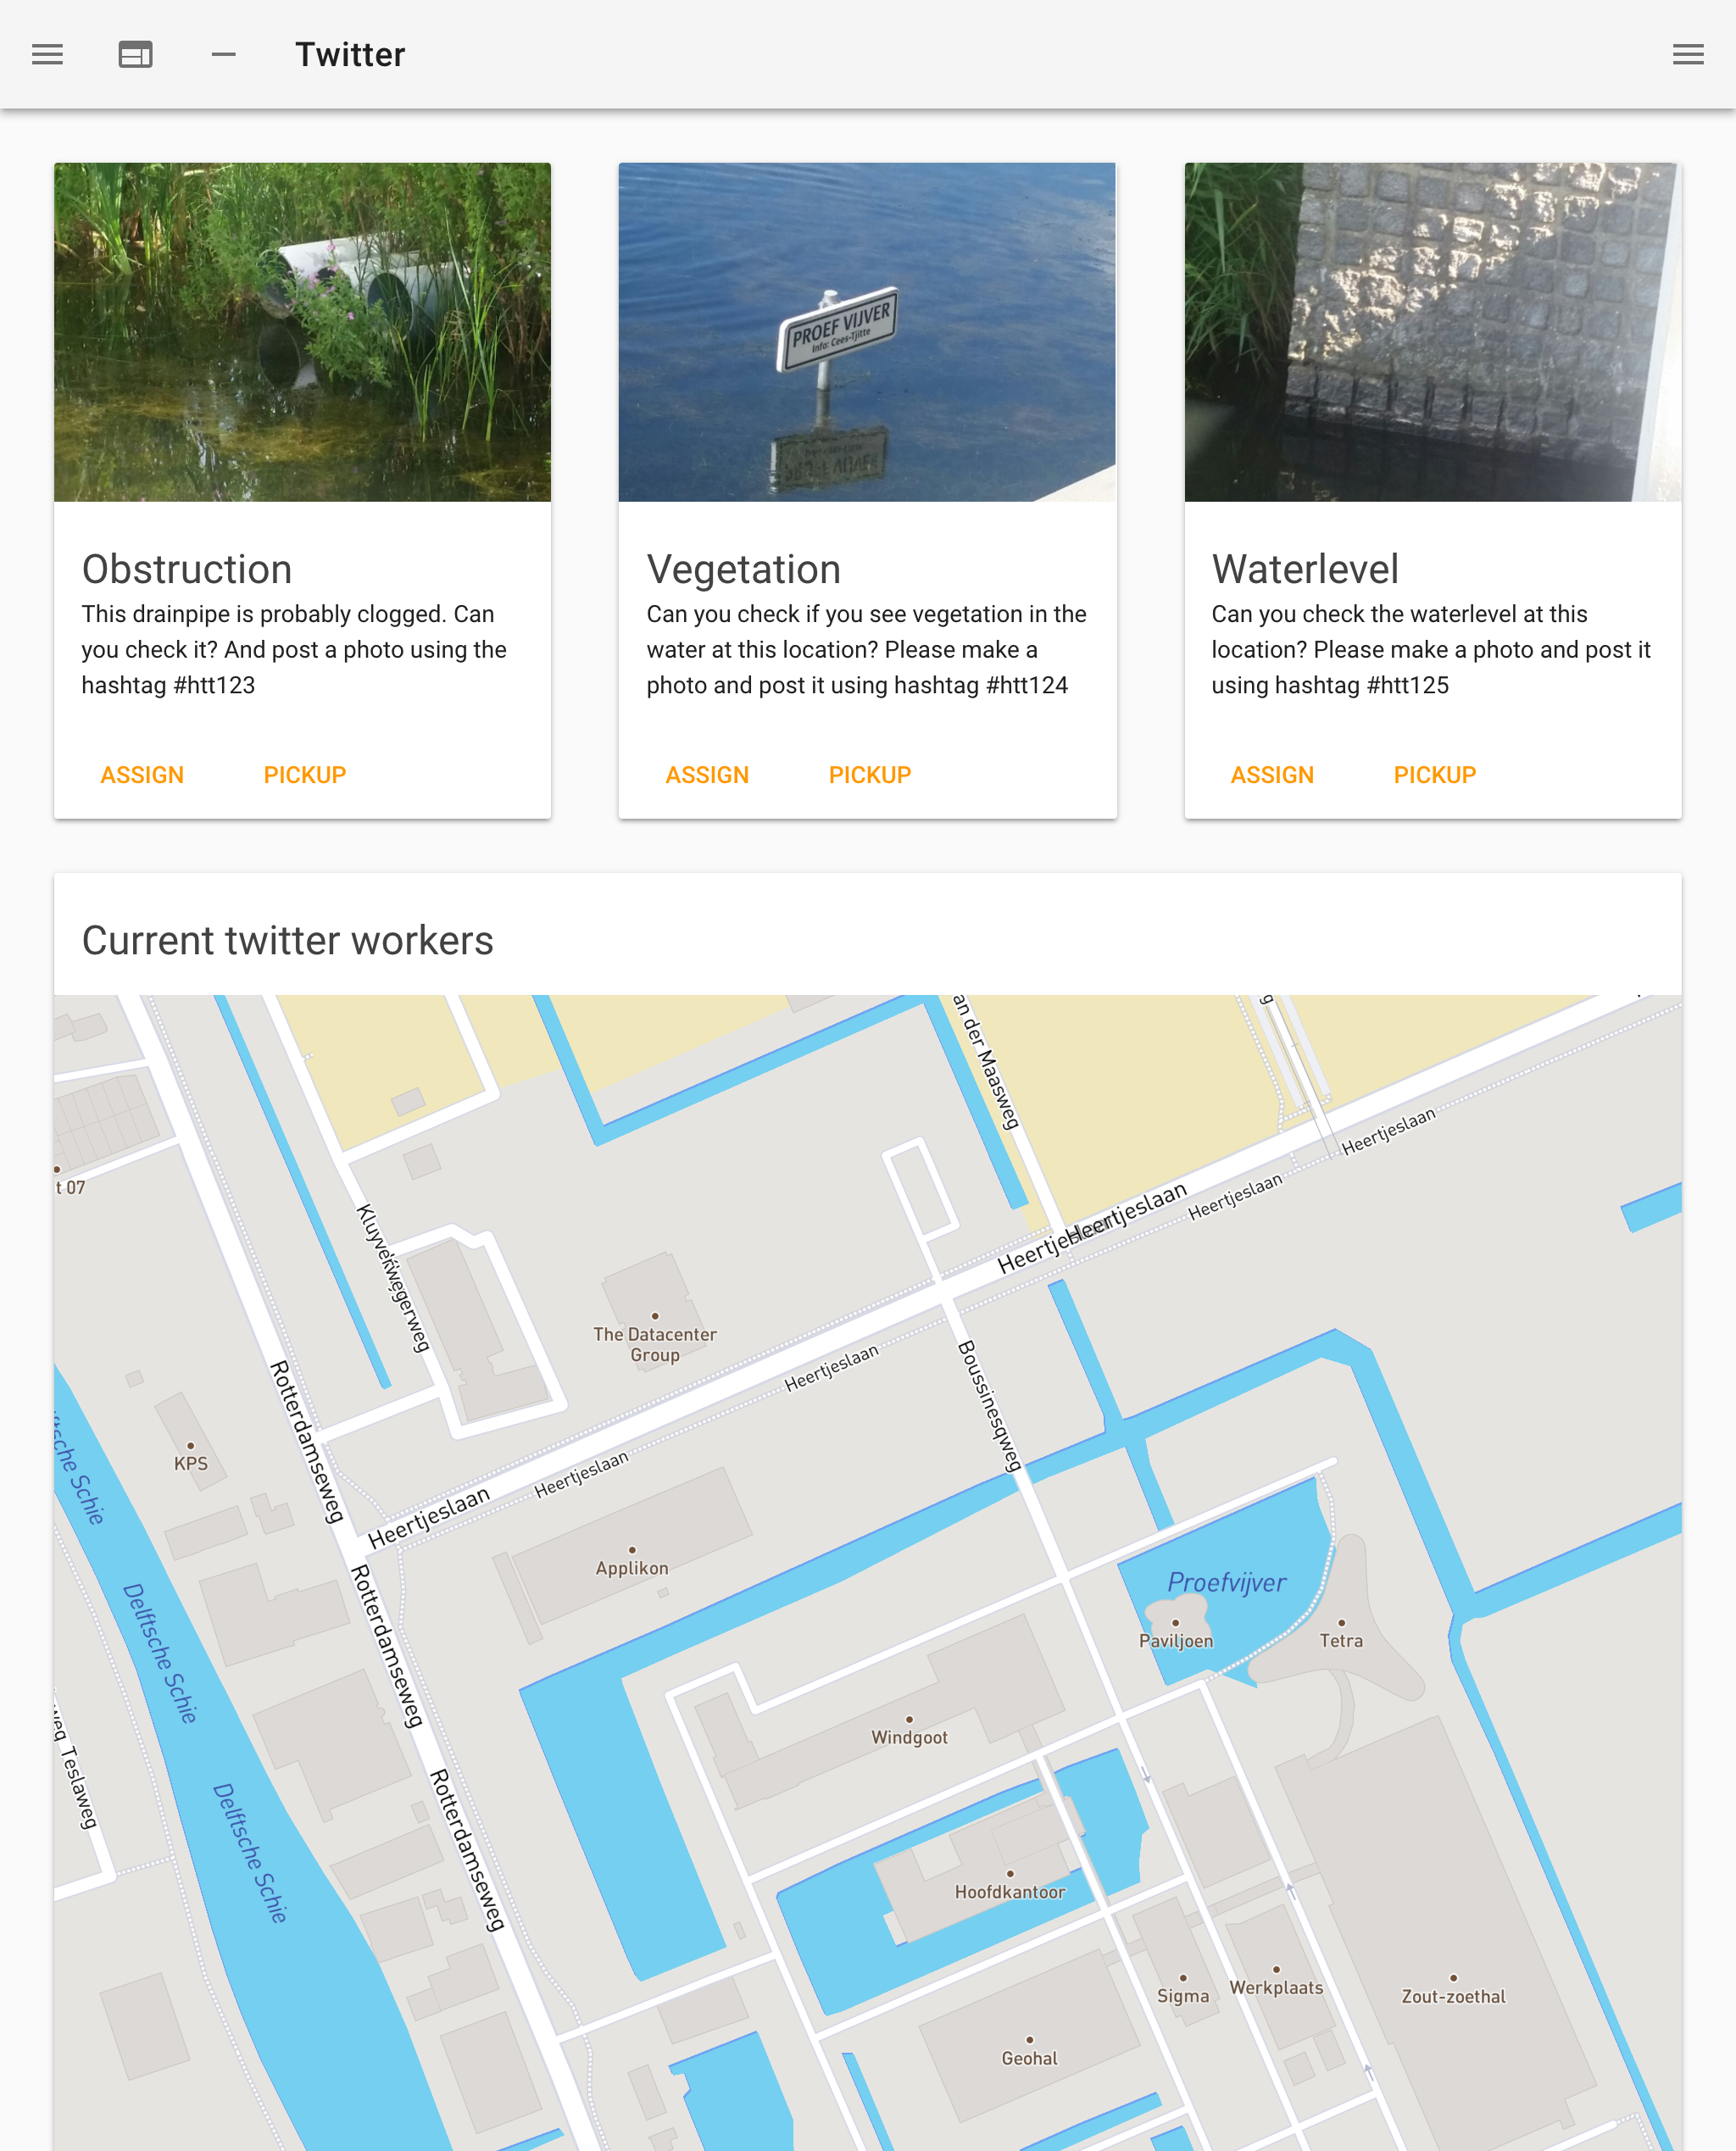 Twitter
PROEF VIJVER
Info: Cees-Tjitte
Obstruction
This drainpipe is probably clogged. Can
you check it? And post a photo using the
hashtag #htt123
ASSIGN PICKUP
Vegetation
Can you check if you see vegetation in the
water at this location? Please make a
photo and post it using hashtag #htt124
ASSIGN PICKUP
Waterlevel
Can you check the waterlevel at this
location? Please make a photo and post it
using hashtag #htt125
ASSIGN PICKUP
Current twitter workers
an der Maasweg
Heertjeslaan
Heertjeslaan
Heertjeslaan
t 07
Kluyverweg
The Datacenter
Group
Heertjeslaan
Boussinesqweg
Rotterdamseweg
KPS
ftsche Schie
Heertjeslaan
Heertjeslaan
Applikon
Proefvijver
Paviljoen
Tetra
Delftsche Schie
Rotterdamseweg
Windgoot
weg Teslaweg
Delftsche Schie
Rotterdamseweg
Hoofdkantoor
Sigma
Werkplaats
Zout-zoethal
Geohal